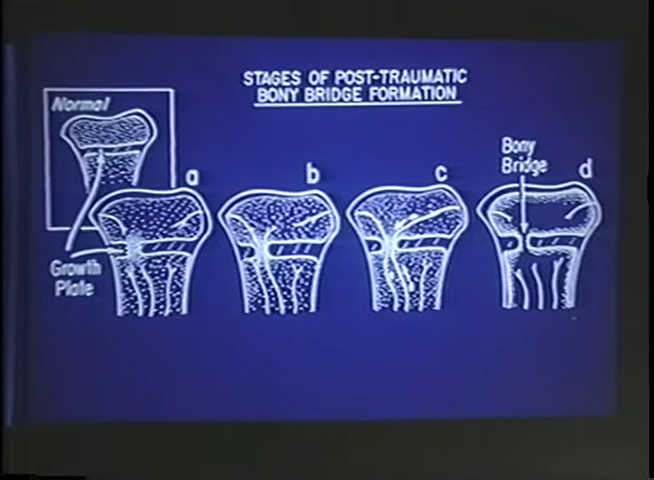 STAGES OF POST-TRAUMATIC
BONY BRIDGE FORMATION
Normal
a
b
c
d
Bony
Bridge
Growth
Plate